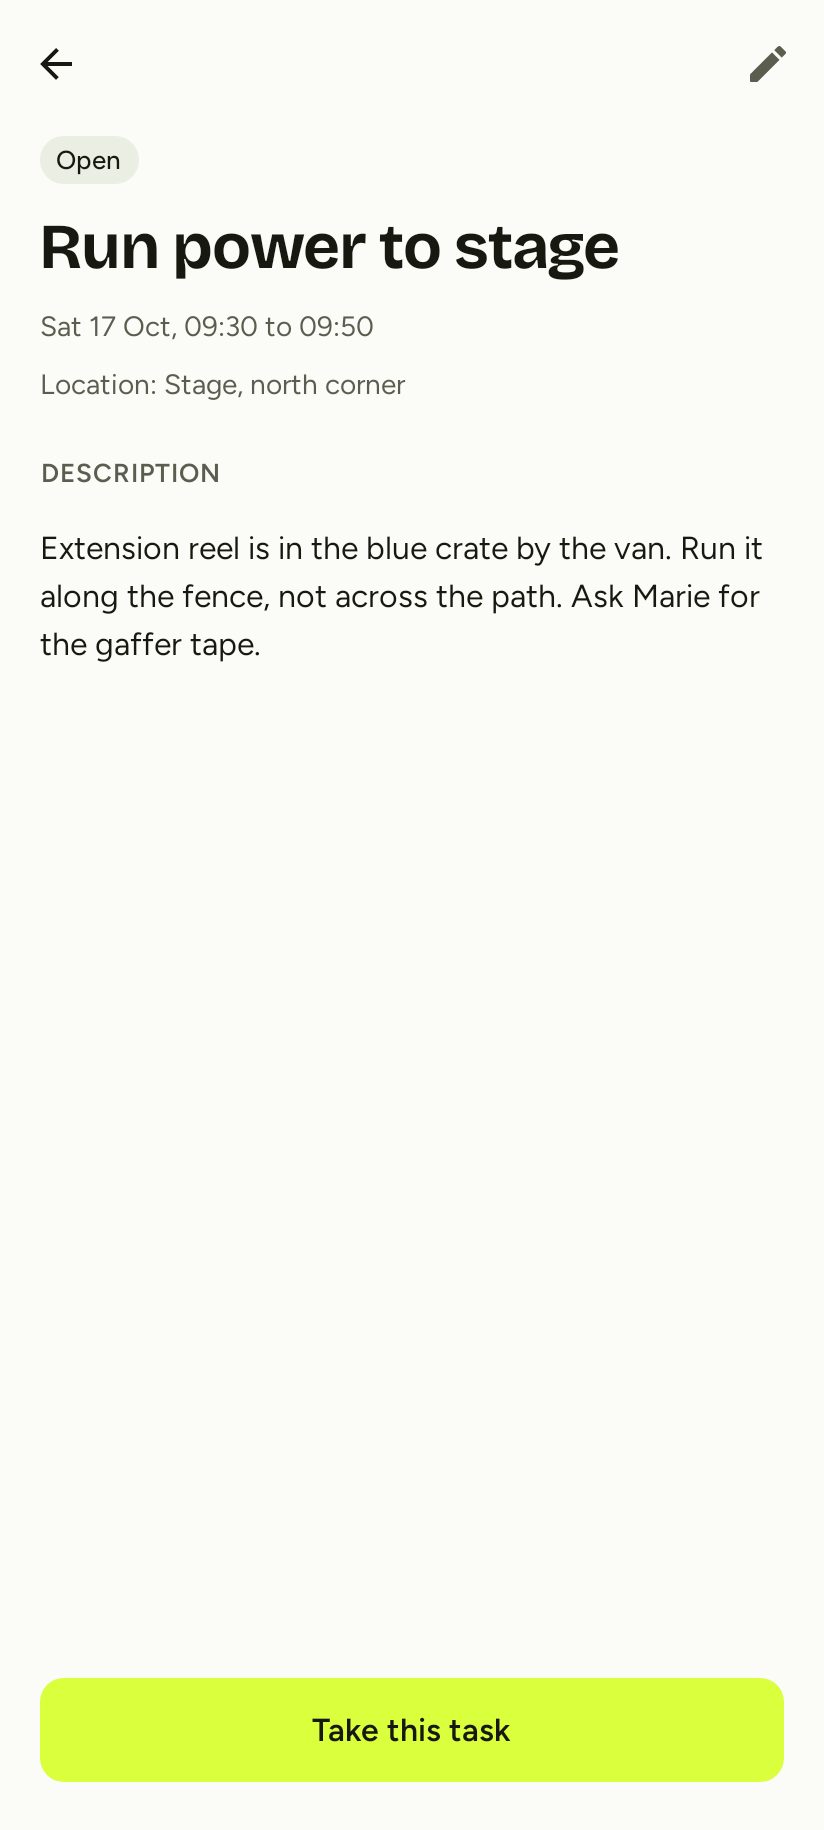 Open
Run power to stage
Sat 17 Oct, 09:30 to 09:50
Location: Stage, north corner
DESCRIPTION
Extension reel is in the blue crate by the van. Run it
along the fence, not across the path. Ask Marie for
the gaffer tape.
Take this task